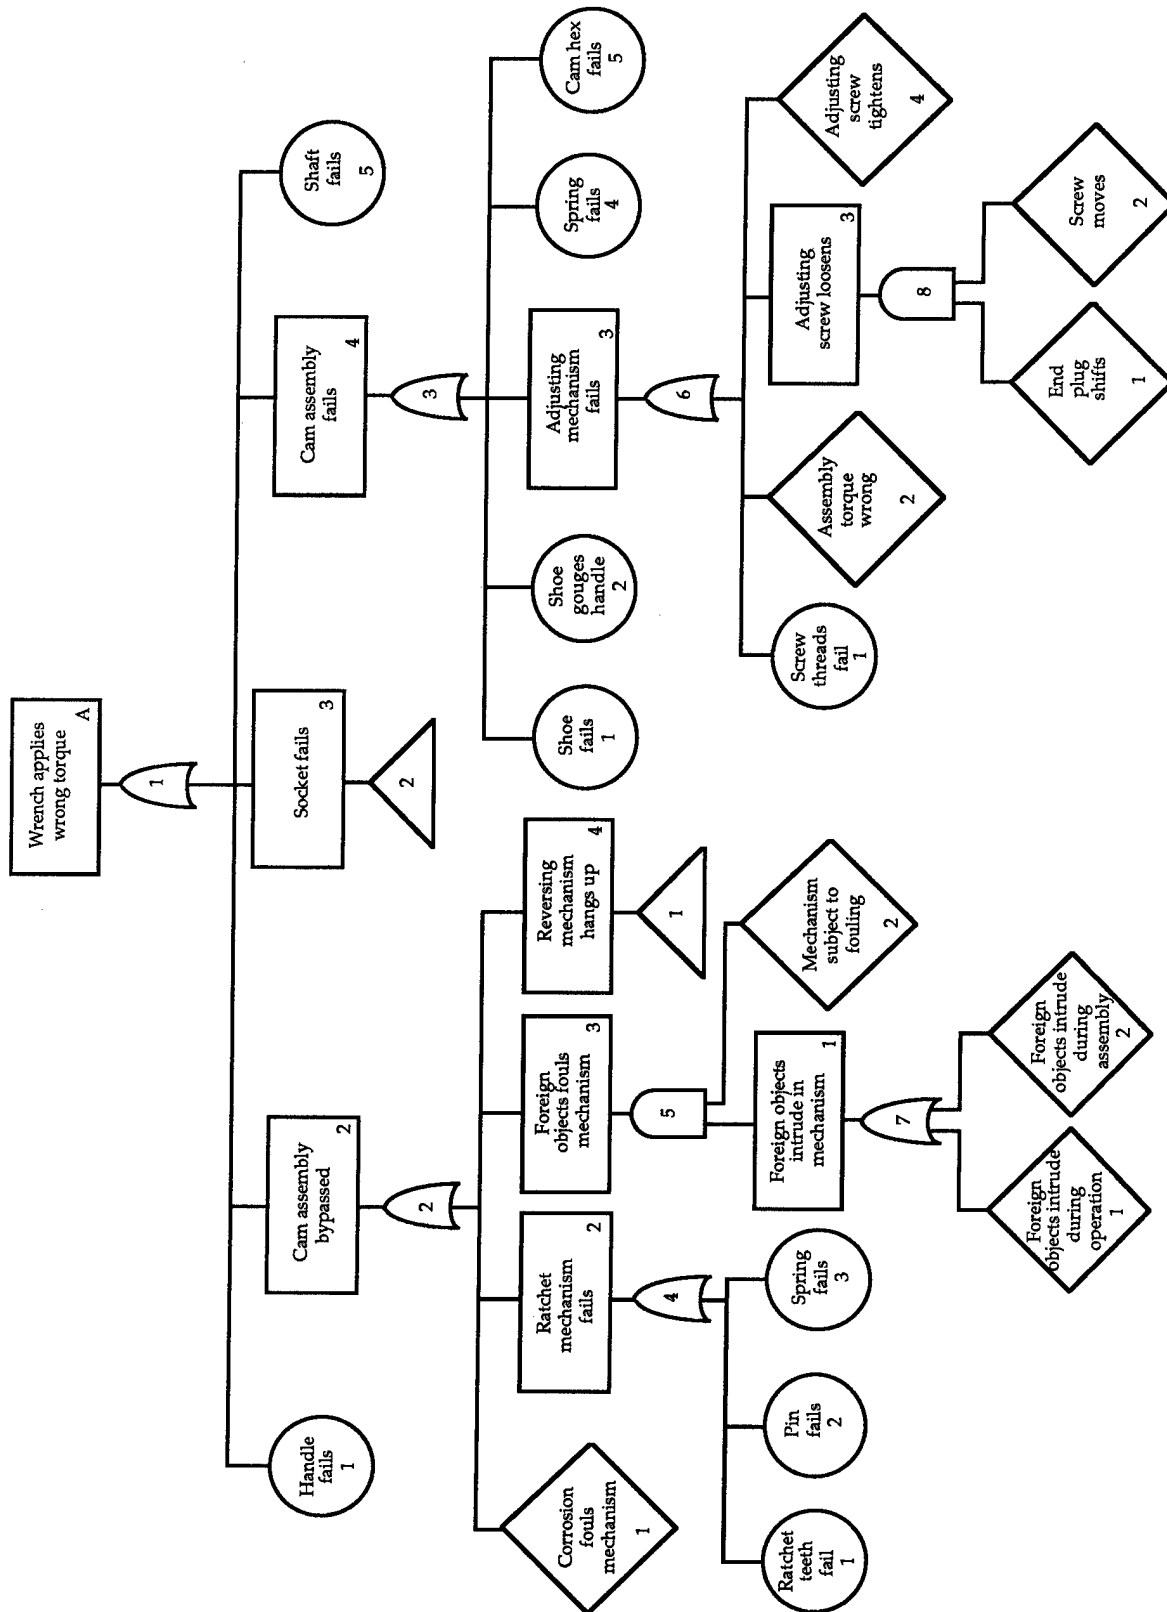 Wrench applies
wrong torque
A
1
Handle
fails
1
Cam assembly
bypassed
2
Socket fails
3
Cam assembly
fails
4
Shaft
fails
5
2
2
3
Corrosion
fouls
mechanism
1
Ratchet
mechanism
fails
2
Foreign
objects fouls
mechanism
3
Reversing
mechanism
hangs up
4
Shoe
fails
1
Shoe
gouges
handle
2
Adjusting
mechanism
fails
3
Spring
fails
4
Cam hex
fails
5
4
5
1
6
Ratchet
teeth
fail
1
Pin
fails
2
Spring
fails
3
Foreign objects
intrude in
mechanism
1
Mechanism
subject to
fouling
2
Screw
threads
fail
1
Assembly
torque
wrong
2
Adjusting
screw loosens
3
Adjusting
screw
tightens
4
7
8
Foreign
objects intrude
during
operation
1
Foreign
objects intrude
during
assembly
2
End
plug
shifts
1
Screw
moves
2